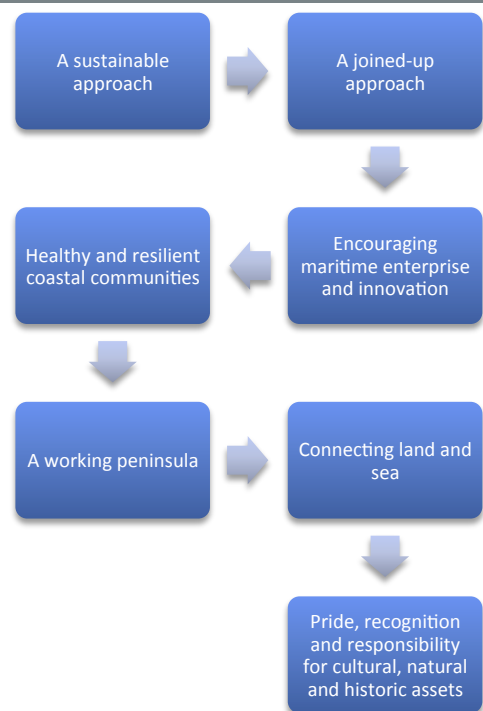 A sustainable
approach
A joined-up
approach
Encouraging
maritime enterprise
and innovation
Healthy and resilient
coastal communities
A working peninsula
Connecting land and
sea
Pride, recognition
and responsibility
for cultural, natural
and historic assets